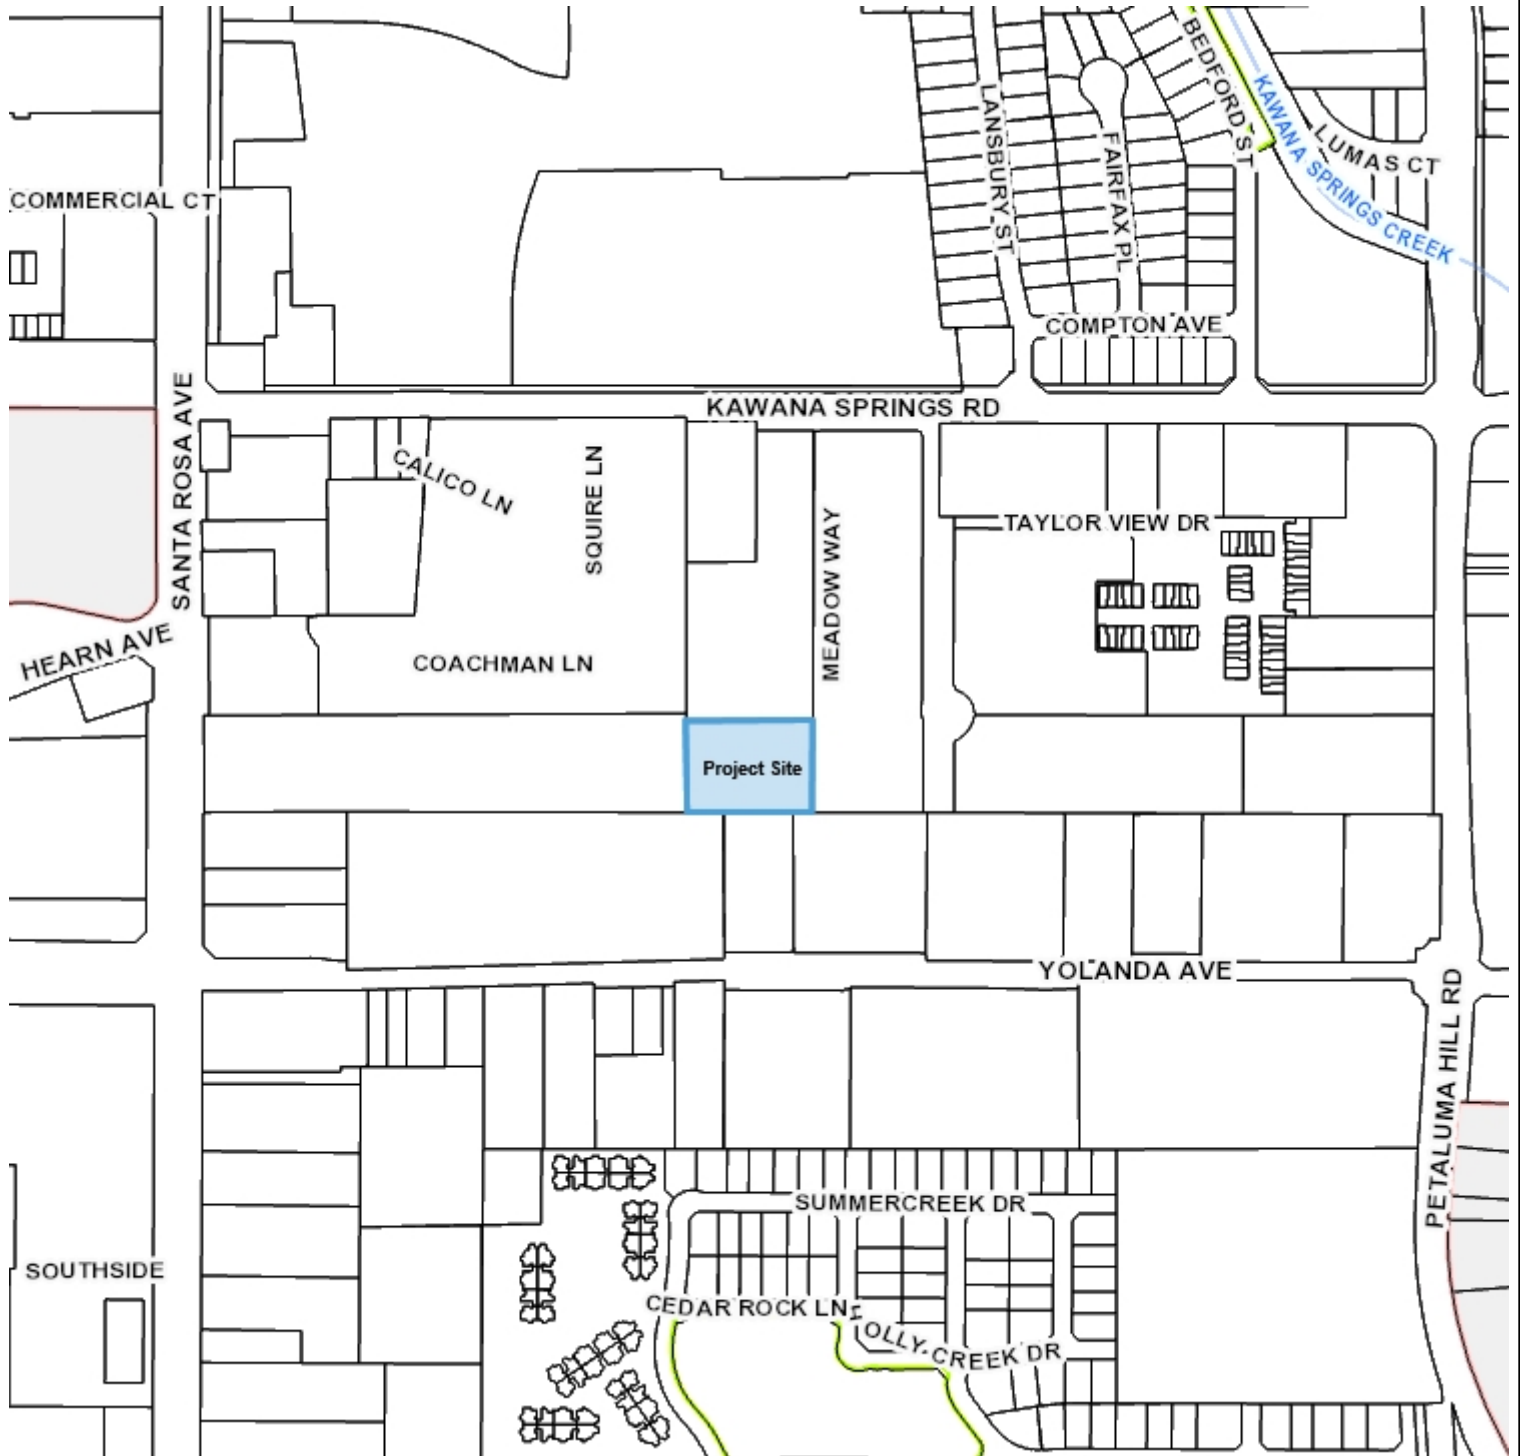 BEDFORD ST
LANSBURY ST
FAIRFAX PL
KAWANA SPRINGS CREEK
LUMAS CT
COMMERCIAL CT
COMPTON AVE
SANTA ROSA AVE
KAWANA SPRINGS RD
CALICO LN
SQUIRE LN
MEADOW WAY
TAYLOR VIEW DR
HEARN AVE
COACHMAN LN
Project Site
YOLANDA AVE
PETALUMA HILL RD
SUMMERCREEK DR
SOUTHSIDE
CEDAR ROCK LN
OLLY CREEK DR